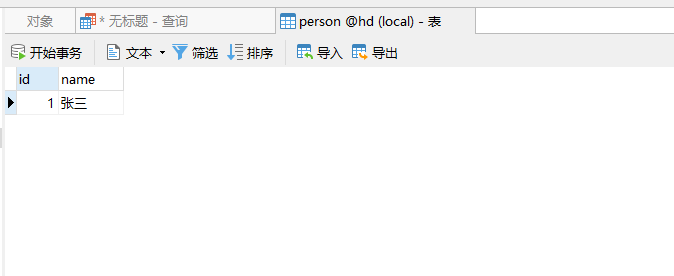 对象 * 无标题 - 查询 person @hd (local) - 表
开始事务 文本 筛选 排序 导入 导出
id name
1 张三